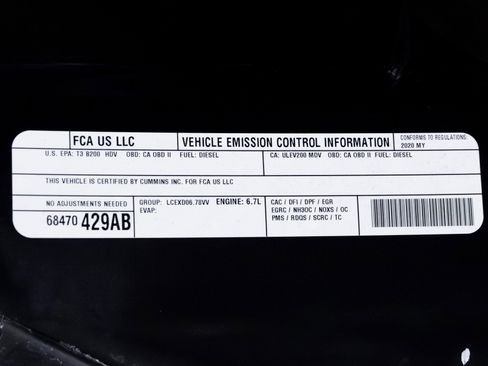 FCA US LLC
VEHICLE EMISSION CONTROL INFORMATION
CONFORMS TO REGULATIONS:
2020 MY
U.S. EPA: T3 B200 HDV OBD: CA OBD II FUEL: DIESEL
CA: ULEV200 MDV OBD: CA OBD II FUEL: DIESEL
THIS VEHICLE IS CERTIFIED BY CUMMINS INC. FOR FCA US LLC
NO ADJUSTMENTS NEEDED
68470 429AB
GROUP: LCEXD06.78VV ENGINE: 6.7L
EVAP:
CAC / DFI / DPF / EGR
EGRC / NH3OC / NOXS / OC
PMS / RDQS / SCRC / TC